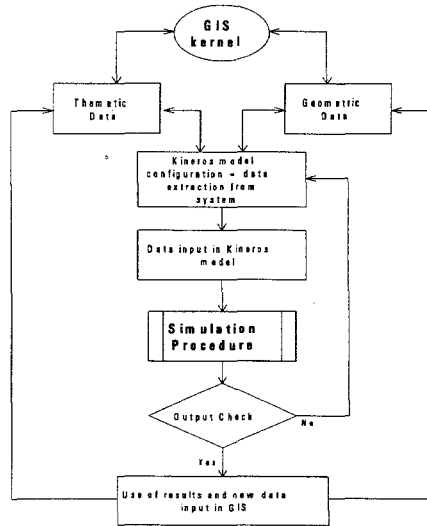 GIS
kernel
Thematic
Data
Geometric
Data
Kineros model
configuration - data
extraction from
system
Data input in Kineros
model
Simulation
Procedure
Output Check
No
Yes
Use of results and new data
input in GIS